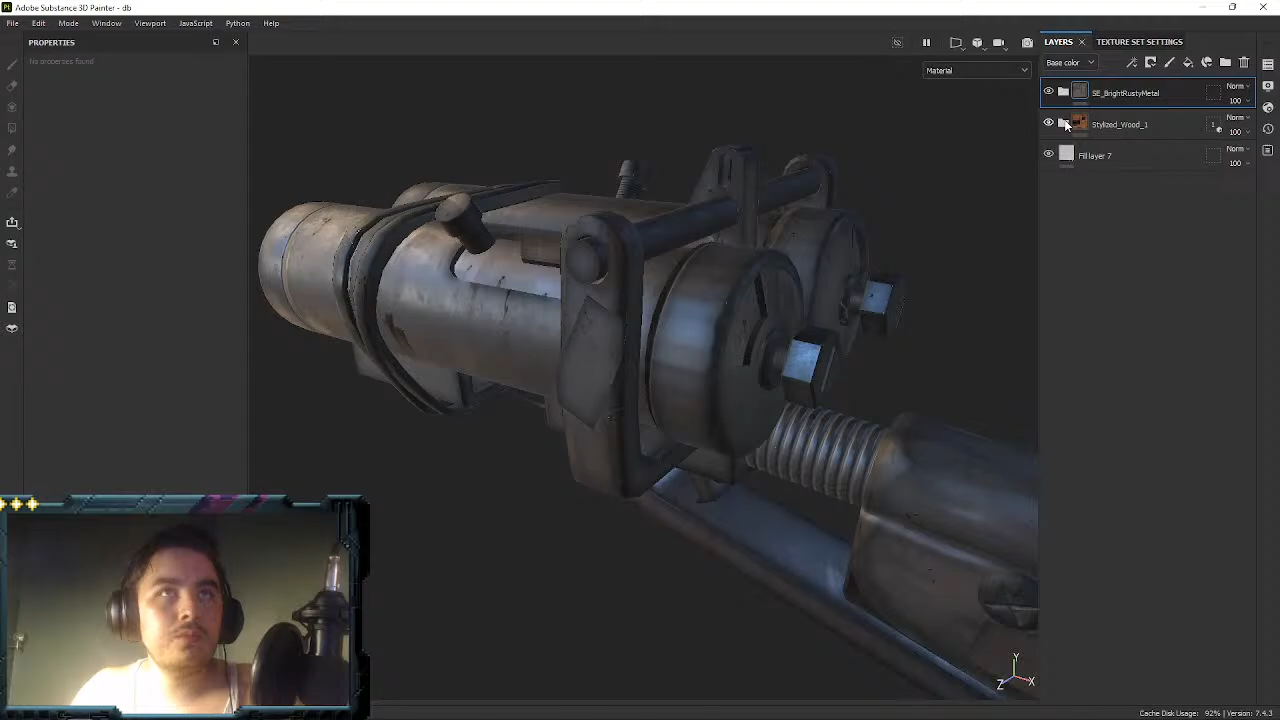 Pt Adobe Substance 3D Painter - db
File Edit Mode Window Viewport JavaScript Python Help
PROPERTIES
No properties found
Material
LAYERS TEXTURE SET SETTINGS
Base color
SE_BrightRustyMetal
Norm
100
Stylized_Wood_1
1
Norm
100
Fill layer 7
Norm
100
Y
Z
X
Cache Disk Usage: 92% | Version: 7.4.3